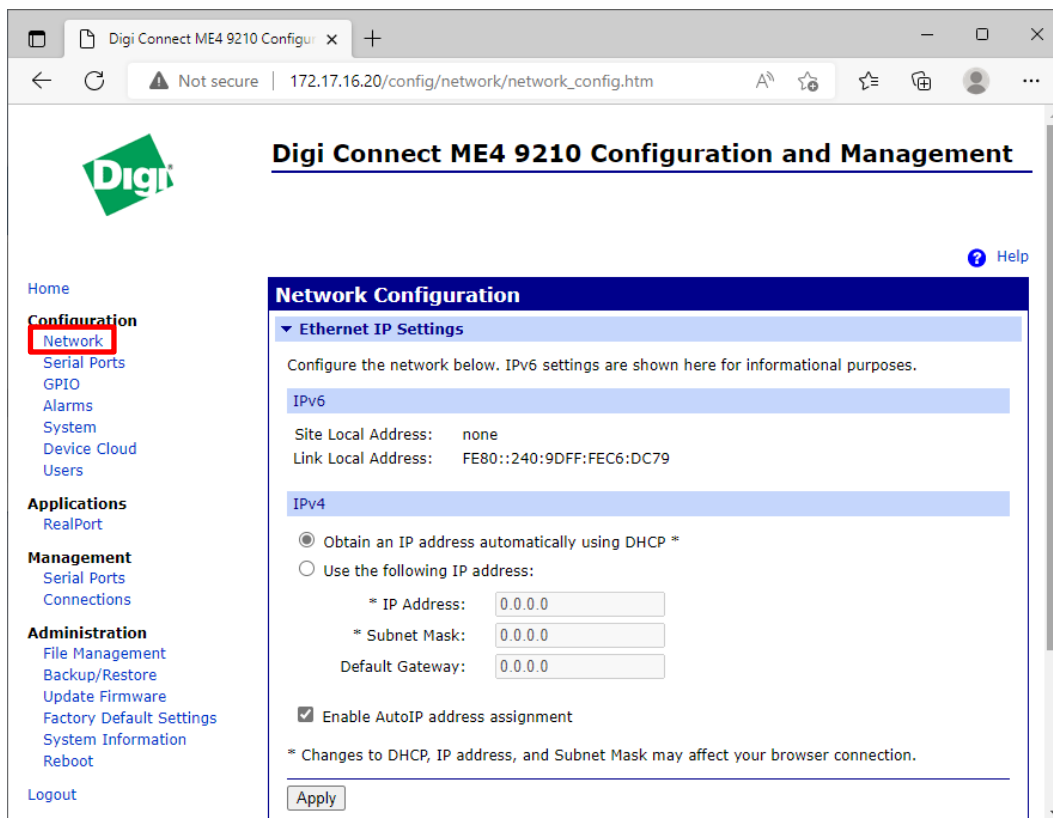 Digi Connect ME4 9210 Configur
Not secure | 172.17.16.20/config/network/network_config.htm
Digi
Digi Connect ME4 9210 Configuration and Management
? Help
Home
Configuration
Network
Serial Ports
GPIO
Alarms
System
Device Cloud
Users
Applications
RealPort
Management
Serial Ports
Connections
Administration
File Management
Backup/Restore
Update Firmware
Factory Default Settings
System Information
Reboot
Logout
Network Configuration
Ethernet IP Settings
Configure the network below. IPv6 settings are shown here for informational purposes.
IPv6
Site Local Address: none
Link Local Address: FE80::240:9DFF:FEC6:DC79
IPv4
Obtain an IP address automatically using DHCP *
Use the following IP address:
* IP Address: 0.0.0.0
* Subnet Mask: 0.0.0.0
Default Gateway: 0.0.0.0
Enable AutoIP address assignment
* Changes to DHCP, IP address, and Subnet Mask may affect your browser connection.
Apply